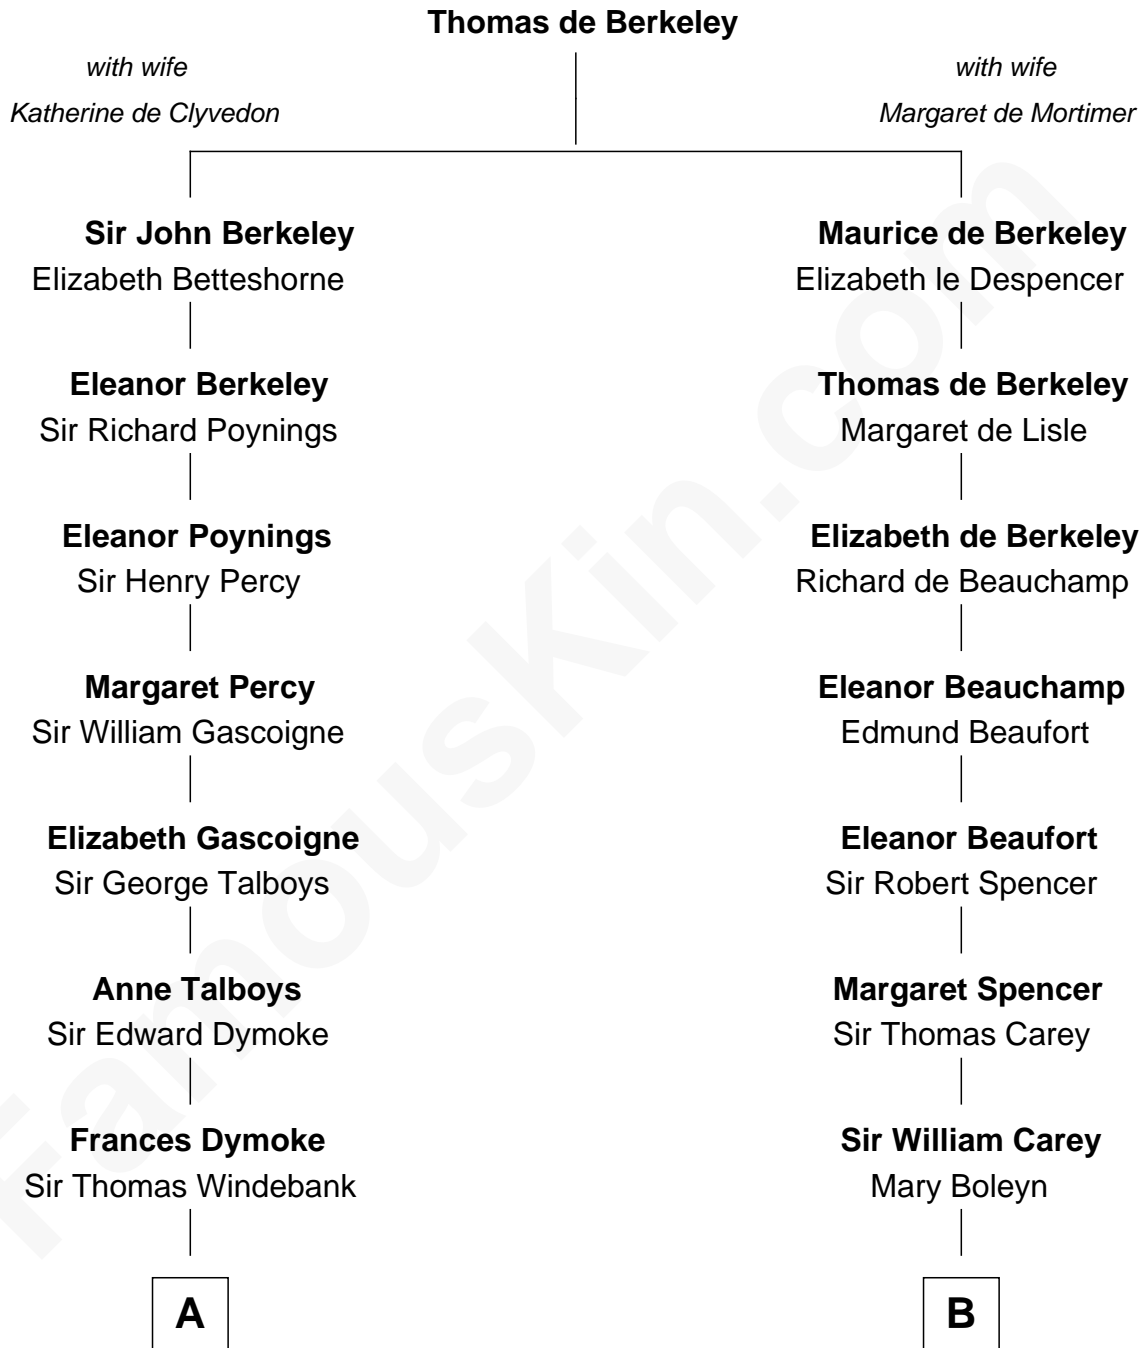 Thomas de Berkeley
with wife
Katherine de Clyvedon
with wife
Margaret de Mortimer
Sir John Berkeley
Elizabeth Betteshorne
Maurice de Berkeley
Elizabeth le Despencer
Eleanor Berkeley
Sir Richard Poynings
Thomas de Berkeley
Margaret de Lisle
Eleanor Poynings
Sir Henry Percy
Elizabeth de Berkeley
Richard de Beauchamp
Margaret Percy
Sir William Gascoigne
Eleanor Beauchamp
Edmund Beaufort
Elizabeth Gascoigne
Sir George Talboys
Eleanor Beaufort
Sir Robert Spencer
Anne Talboys
Sir Edward Dymoke
Margaret Spencer
Sir Thomas Carey
Frances Dymoke
Sir Thomas Windebank
Sir William Carey
Mary Boleyn
A
B
FamousKin.com